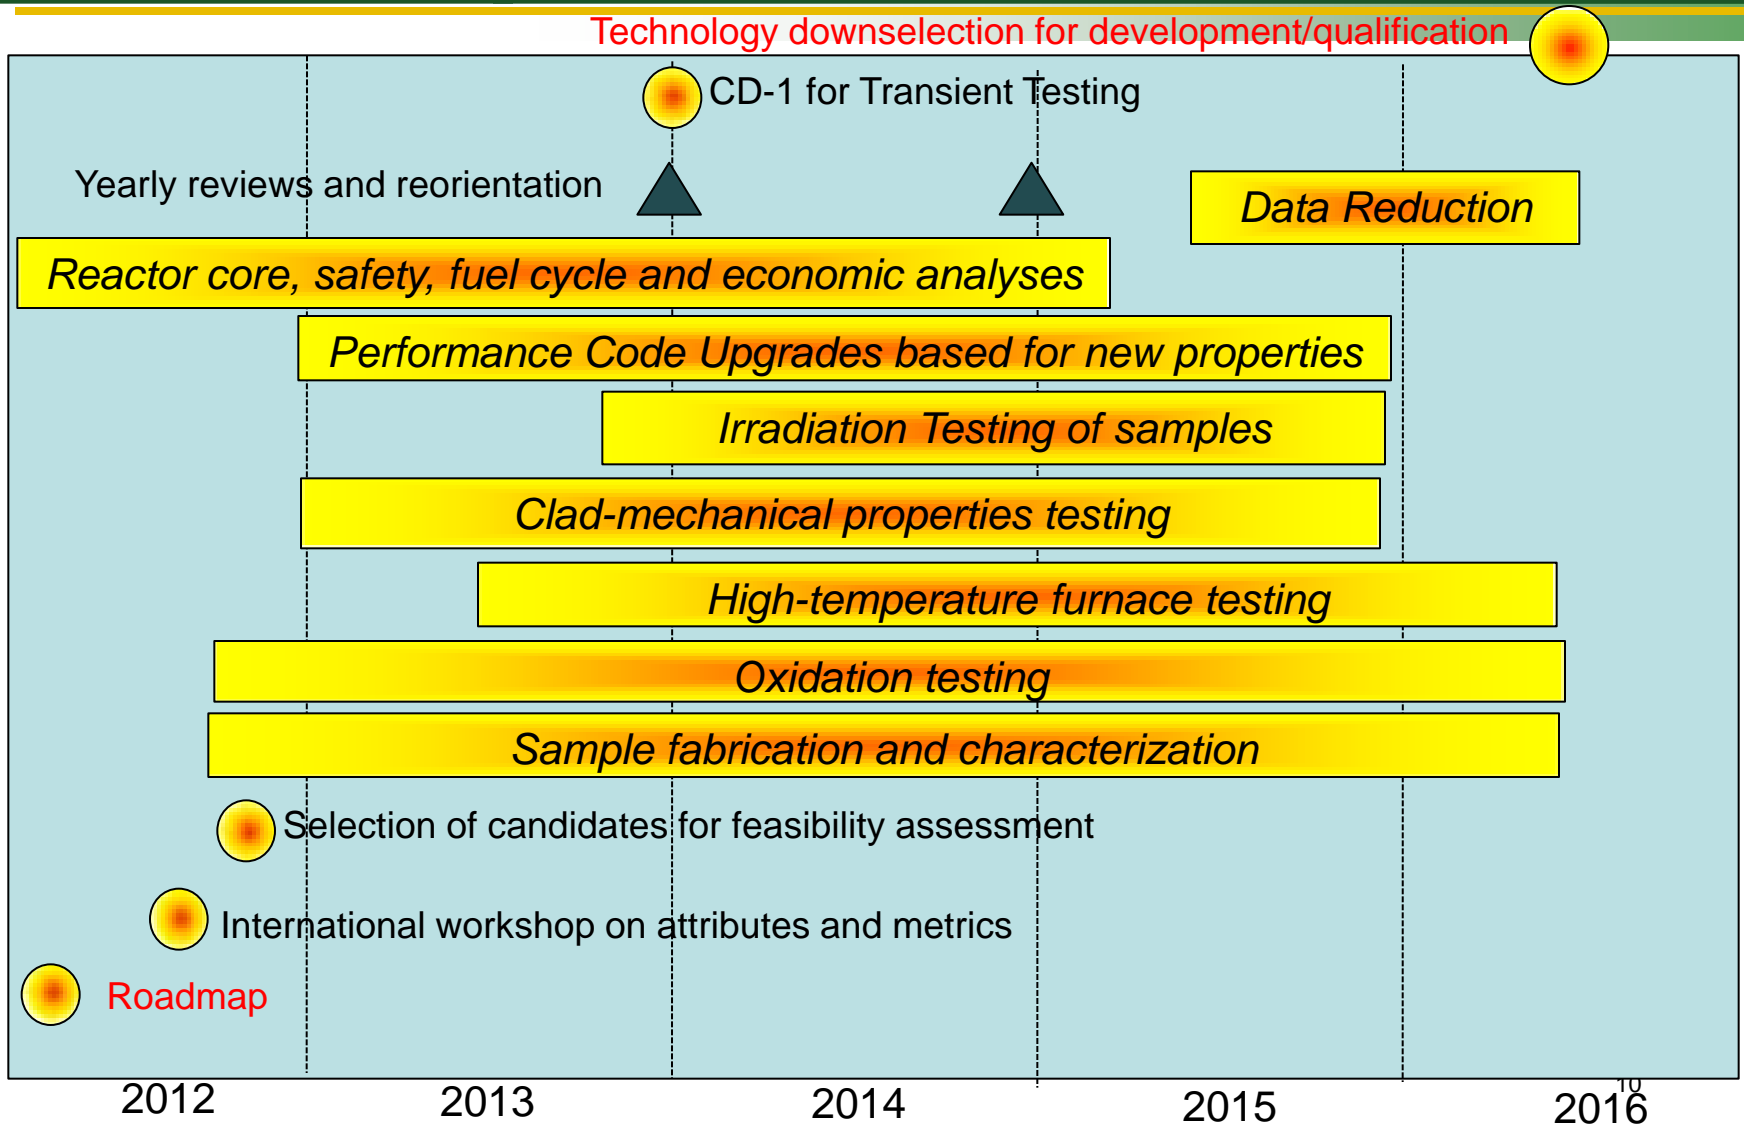 Technology downselection for development/qualification
CD-1 for Transient Testing
Yearly reviews and reorientation
Data Reduction
Reactor core, safety, fuel cycle and economic analyses
Performance Code Upgrades based for new properties
Irradiation Testing of samples
Clad-mechanical properties testing
High-temperature furnace testing
Oxidation testing
Sample fabrication and characterization
Selection of candidates for feasibility assessment
International workshop on attributes and metrics
Roadmap
10
2012 2013 2014 2015 2016